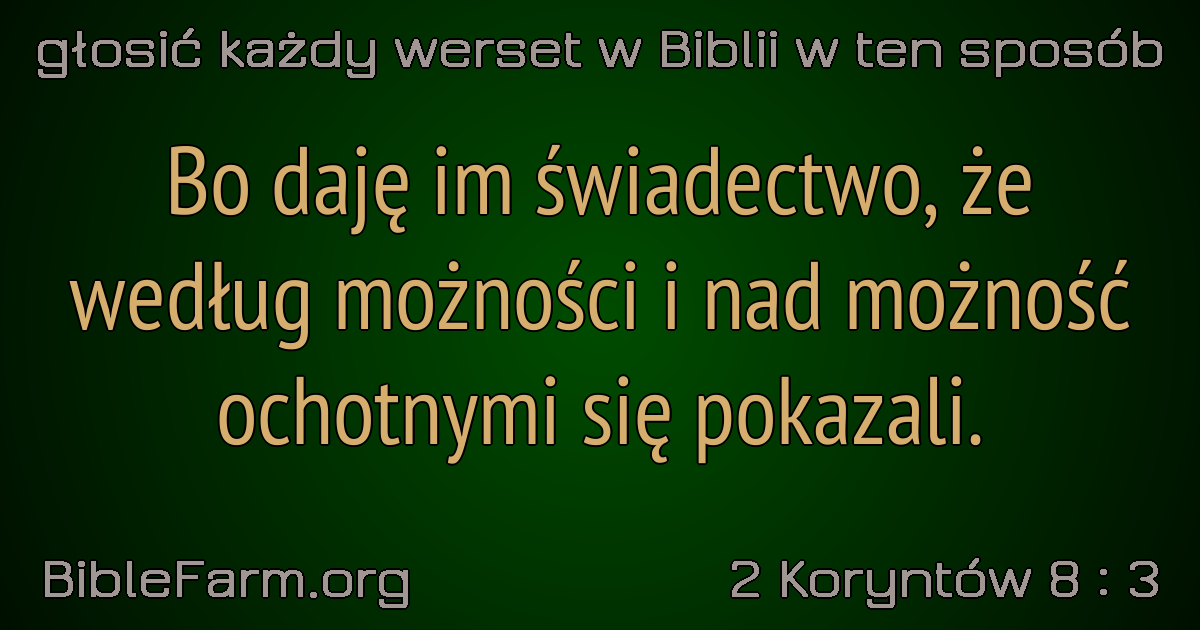 głosić każdy werset w Biblii w ten sposób
Bo daję im świadectwo, że
według możności i nad możność
ochotnymi się pokazali.
BibleFarm.org
2 Koryntów 8 : 3